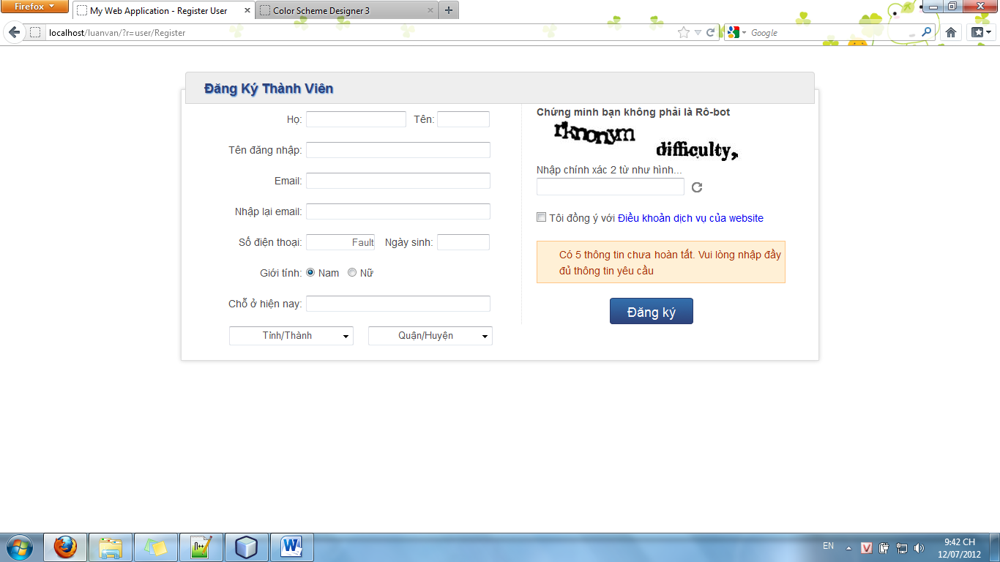 Firefox
My Web Application - Register User
Color Scheme Designer 3
localhost/luanvan/?r=user/Register
Google
Đăng Ký Thành Viên
Họ: Tên:
Tên đăng nhập:
Email:
Nhập lại email:
Số điện thoại: Fault Ngày sinh:
Giới tính: Nam Nữ
Chỗ ở hiện nay:
Tỉnh/Thành Quận/Huyện
Chứng minh bạn không phải là Rô-bot
rknonym
difficulty,
Nhập chính xác 2 từ như hình...
Tôi đồng ý với Điều khoản dịch vụ của website
Có 5 thông tin chưa hoàn tất. Vui lòng nhập đầy
đủ thông tin yêu cầu
Đăng ký
EN
9:42 CH
12/07/2012